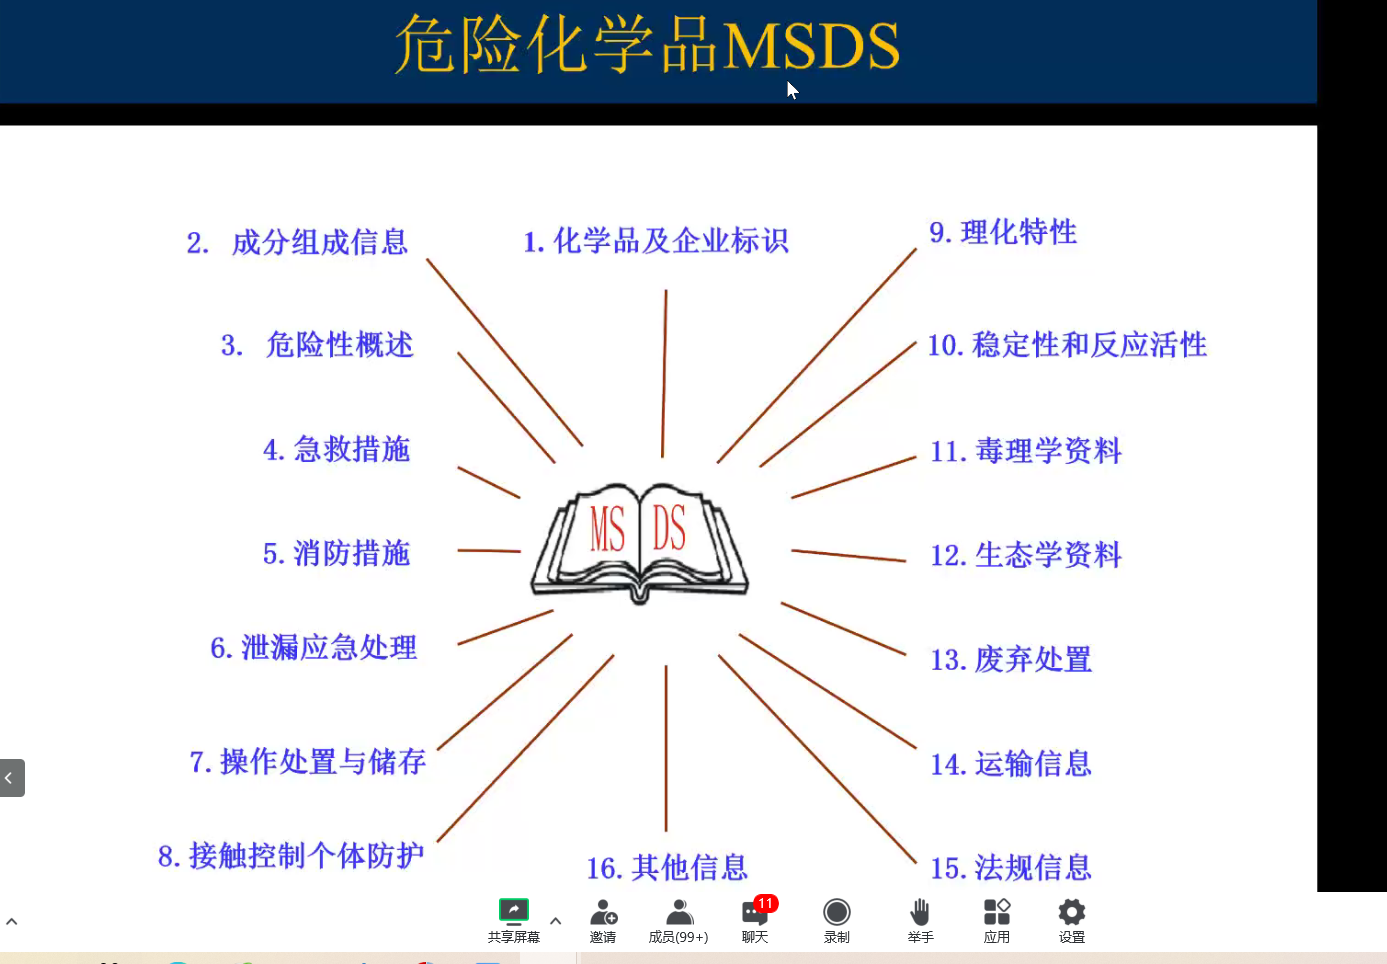 危险化学品MSDS
1.化学品及企业标识
2. 成分组成信息
3. 危险性概述
4.急救措施
5.消防措施
6.泄漏应急处理
7.操作处置与储存
8.接触控制个体防护
9.理化特性
10.稳定性和反应活性
11.毒理学资料
12.生态学资料
13.废弃处置
14.运输信息
15.法规信息
16.其他信息
MS DS
11
共享屏幕
邀请
成员(99+)
聊天
录制
举手
应用
设置